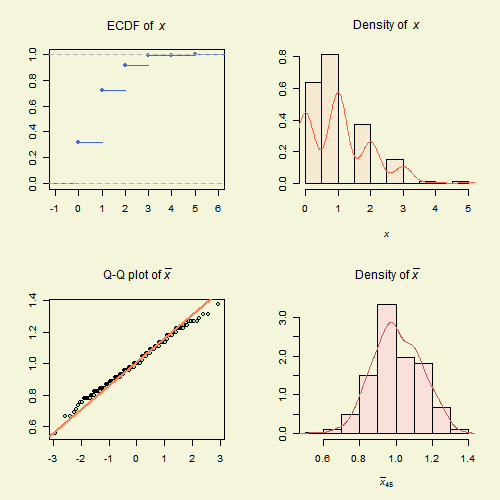 ECDF of x
1.0
0.8
0.6
0.4
0.2
0.0
-1 0 1 2 3 4 5 6
Density of x
0.8
0.6
0.4
0.2
0.0
0 1 2 3 4 5
x
Q-Q plot of x̅
1.4
1.2
1.0
0.8
0.6
-3 -2 -1 0 1 2 3
Density of x̅
3.0
2.0
1.0
0.0
0.6 0.8 1.0 1.2 1.4
x̅45